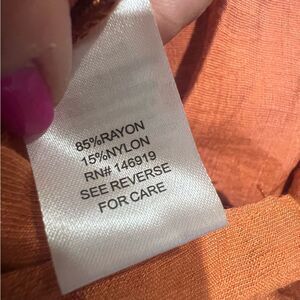 85%RAYON
15%NYLON
RN# 146919
SEE REVERSE
FOR CARE